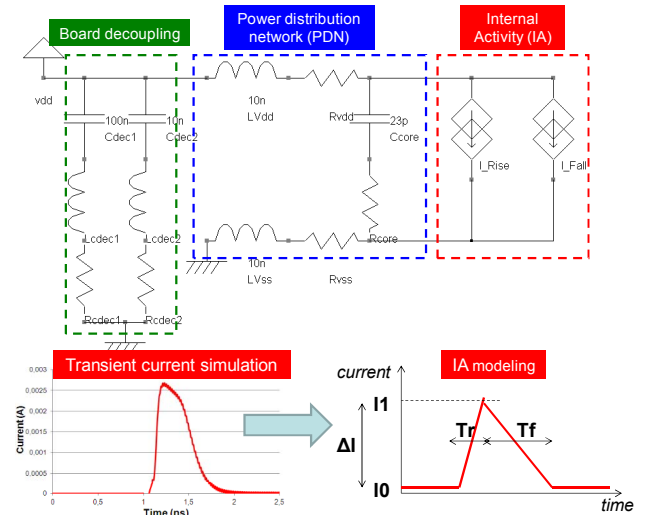 Board decoupling
Power distribution
network (PDN)
Internal
Activity (IA)
vdd
100n
Cdec1
10n
Cdec2
10n
LVdd
Rvdd
23p
Ccore
I_Rise
I_Fall
Lcdec1
Lcdec2
Rcore
10n
LVss
Rvss
Rcdec1
Rcdec2
Transient current simulation
IA modeling
0,003
0,0025
0,002
0,0015
0,001
0,0005
0
Current(A)
0
0,5
1
1,5
2
2,5
Time (ns)
current
I1
Tr
Tf
ΔI
I0
time